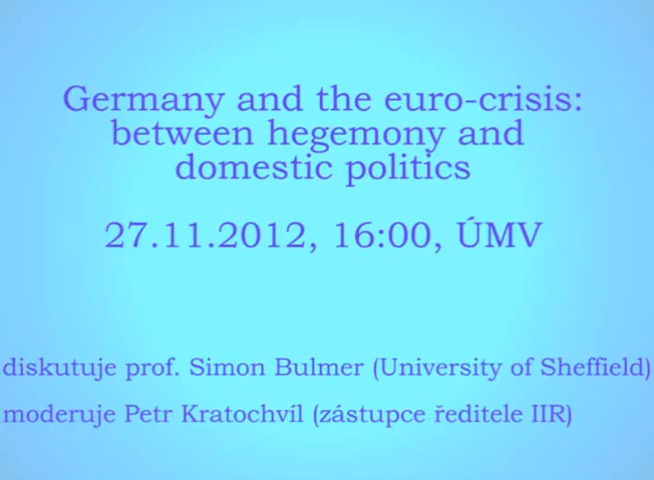 Germany and the euro-crisis:
between hegemony and
domestic politics
27.11.2012, 16:00, ÚMV
diskutuje prof. Simon Bulmer (University of Sheffield)
moderuje Petr Kratochvíl (zástupce ředitele IIR)